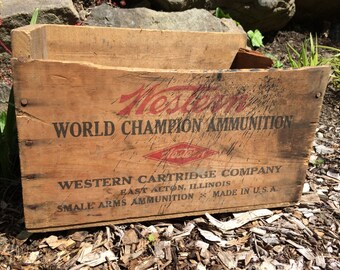 Western
WORLD CHAMPION AMMUNITION
WESTERN CARTRIDGE COMPANY
EAST ALTON, ILLINOIS
SMALL ARMS AMMUNITION × MADE IN U.S.A.